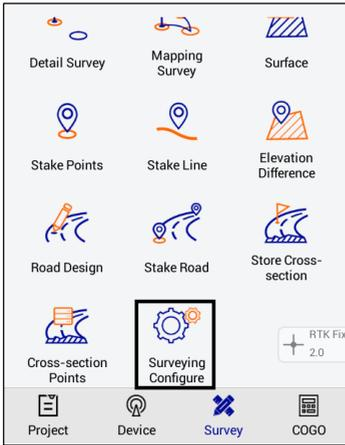 Detail Survey
Mapping
Survey
Surface
Stake Points
Stake Line
Elevation
Difference
Road Design
Stake Road
Store Cross-
section
Cross-section
Points
Surveying
Configure
RTK Fix
2.0
Project
Device
Survey
COGO